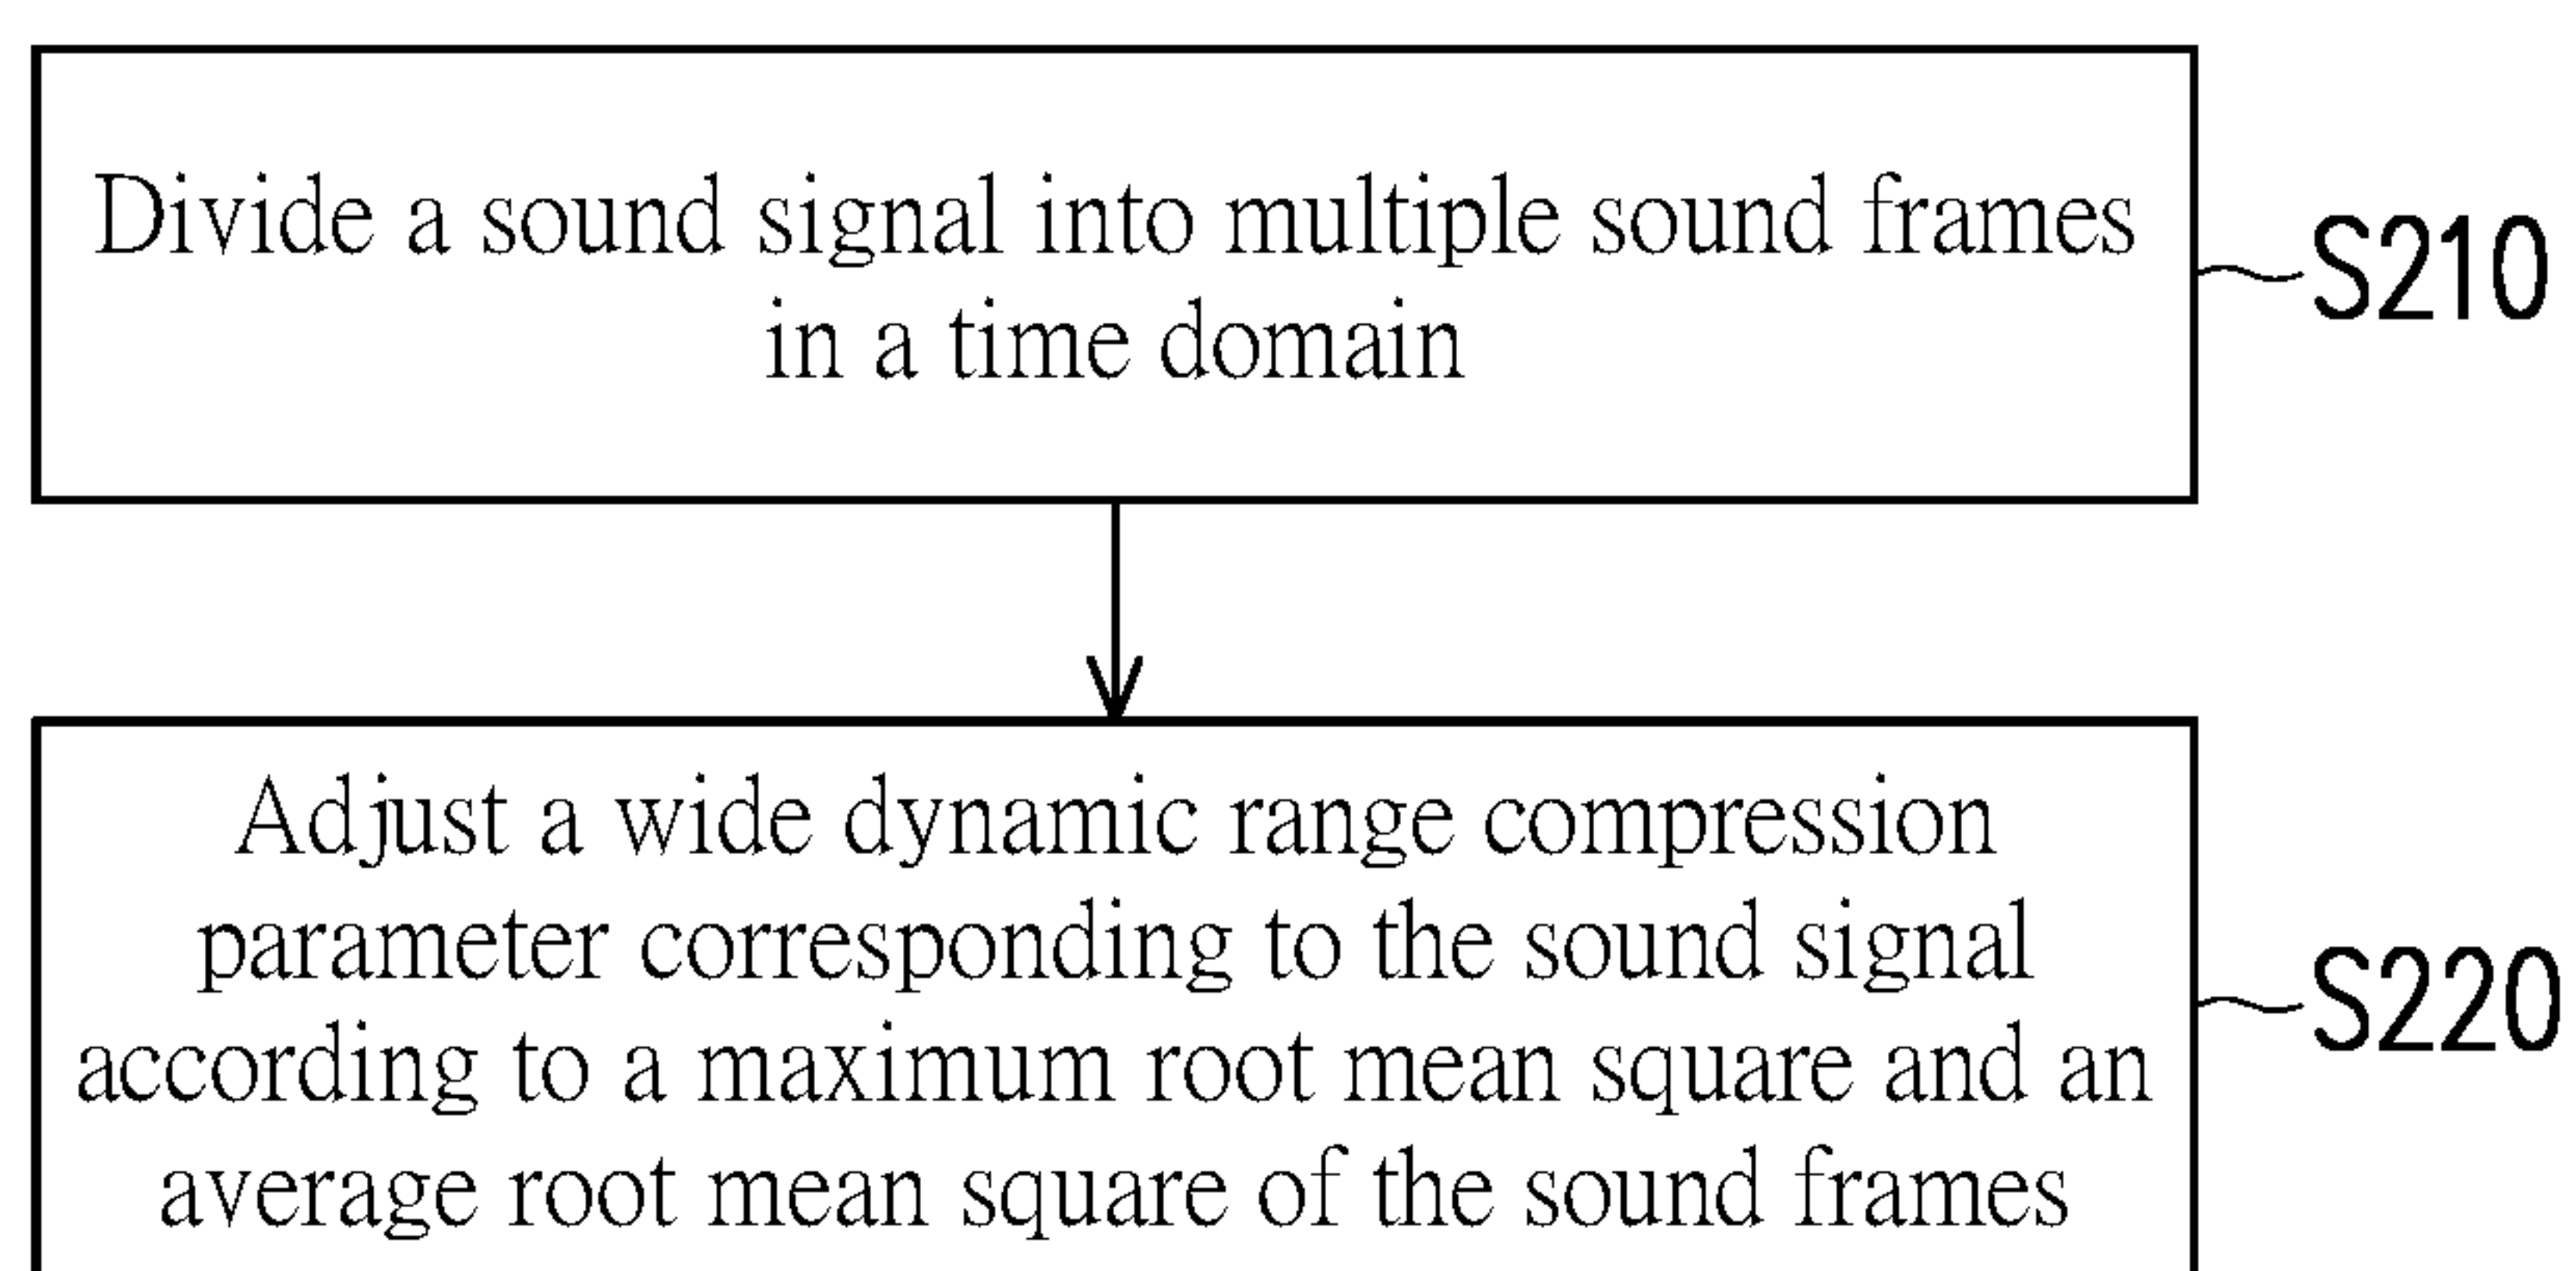 Divide a sound signal into multiple sound frames
in a time domain
S210
Adjust a wide dynamic range compression
parameter corresponding to the sound signal
according to a maximum root mean square and an
average root mean square of the sound frames
S220